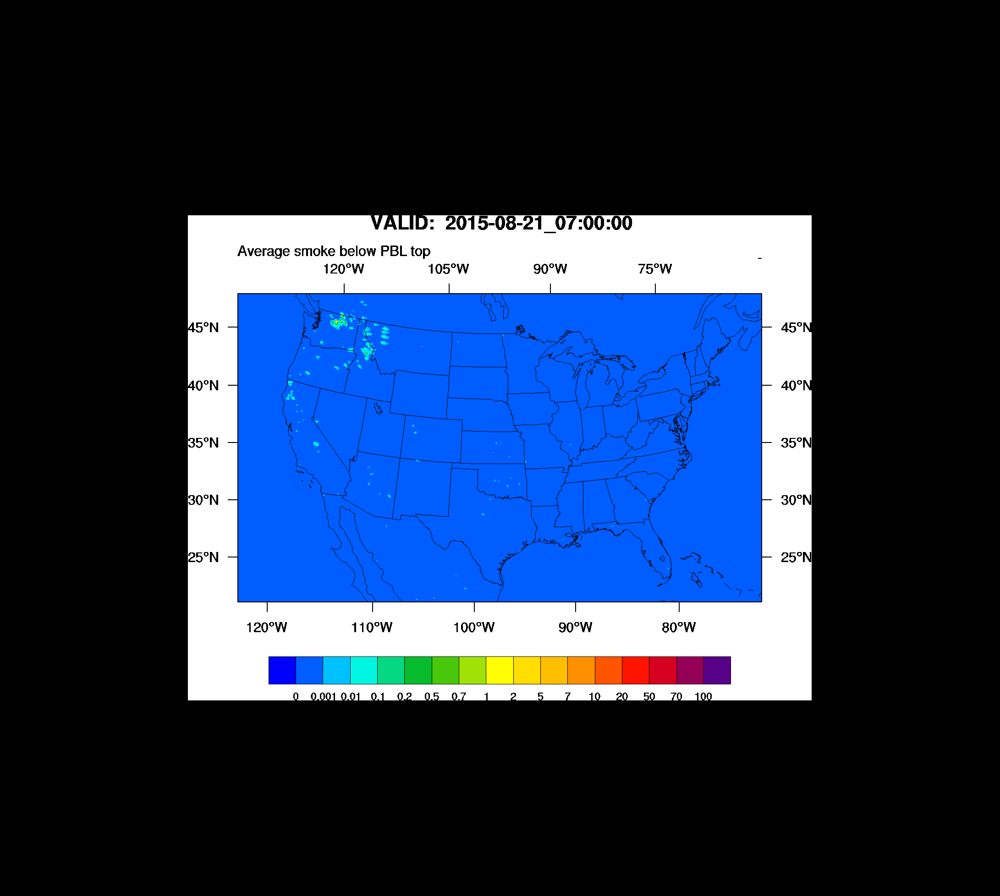 VALID: 2015-08-21_07:00:00
Average smoke below PBL top
120°W 105°W 90°W 75°W
45°N 45°N
40°N 40°N
35°N 35°N
30°N 30°N
25°N 25°N
120°W 110°W 100°W 90°W 80°W
0 0.001 0.01 0.1 0.2 0.5 0.7 1 2 5 7 10 20 50 70 100